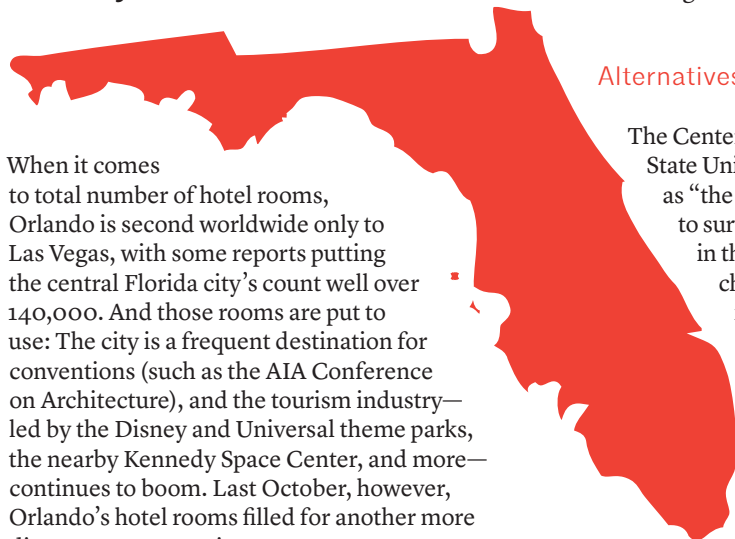 Alternatives
When it comes
to total number of hotel rooms,
Orlando is second worldwide only to
Las Vegas, with some reports putting
the central Florida city’s count well over
140,000. And those rooms are put to
use: The city is a frequent destination for
conventions (such as the AIA Conference
on Architecture), and the tourism industry—
led by the Disney and Universal theme parks,
the nearby Kennedy Space Center, and more—
continues to boom. Last October, however,
Orlando’s hotel rooms filled for another more
The Center
State Uni
as “the
to sur
in th
ch